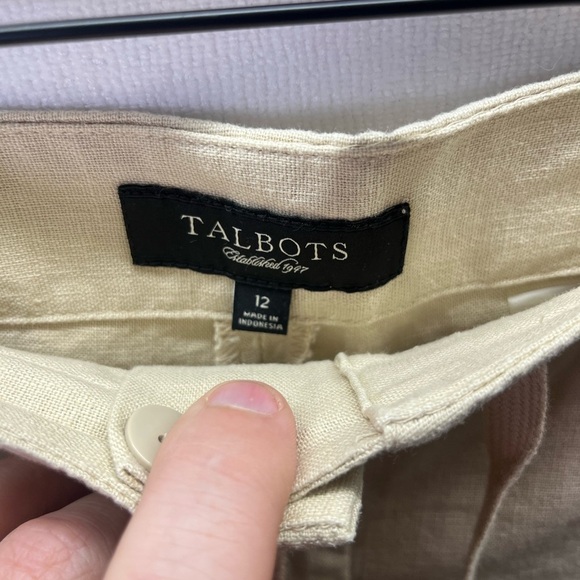 TALBOTS
Established 1947
12
MADE IN
INDONESIA